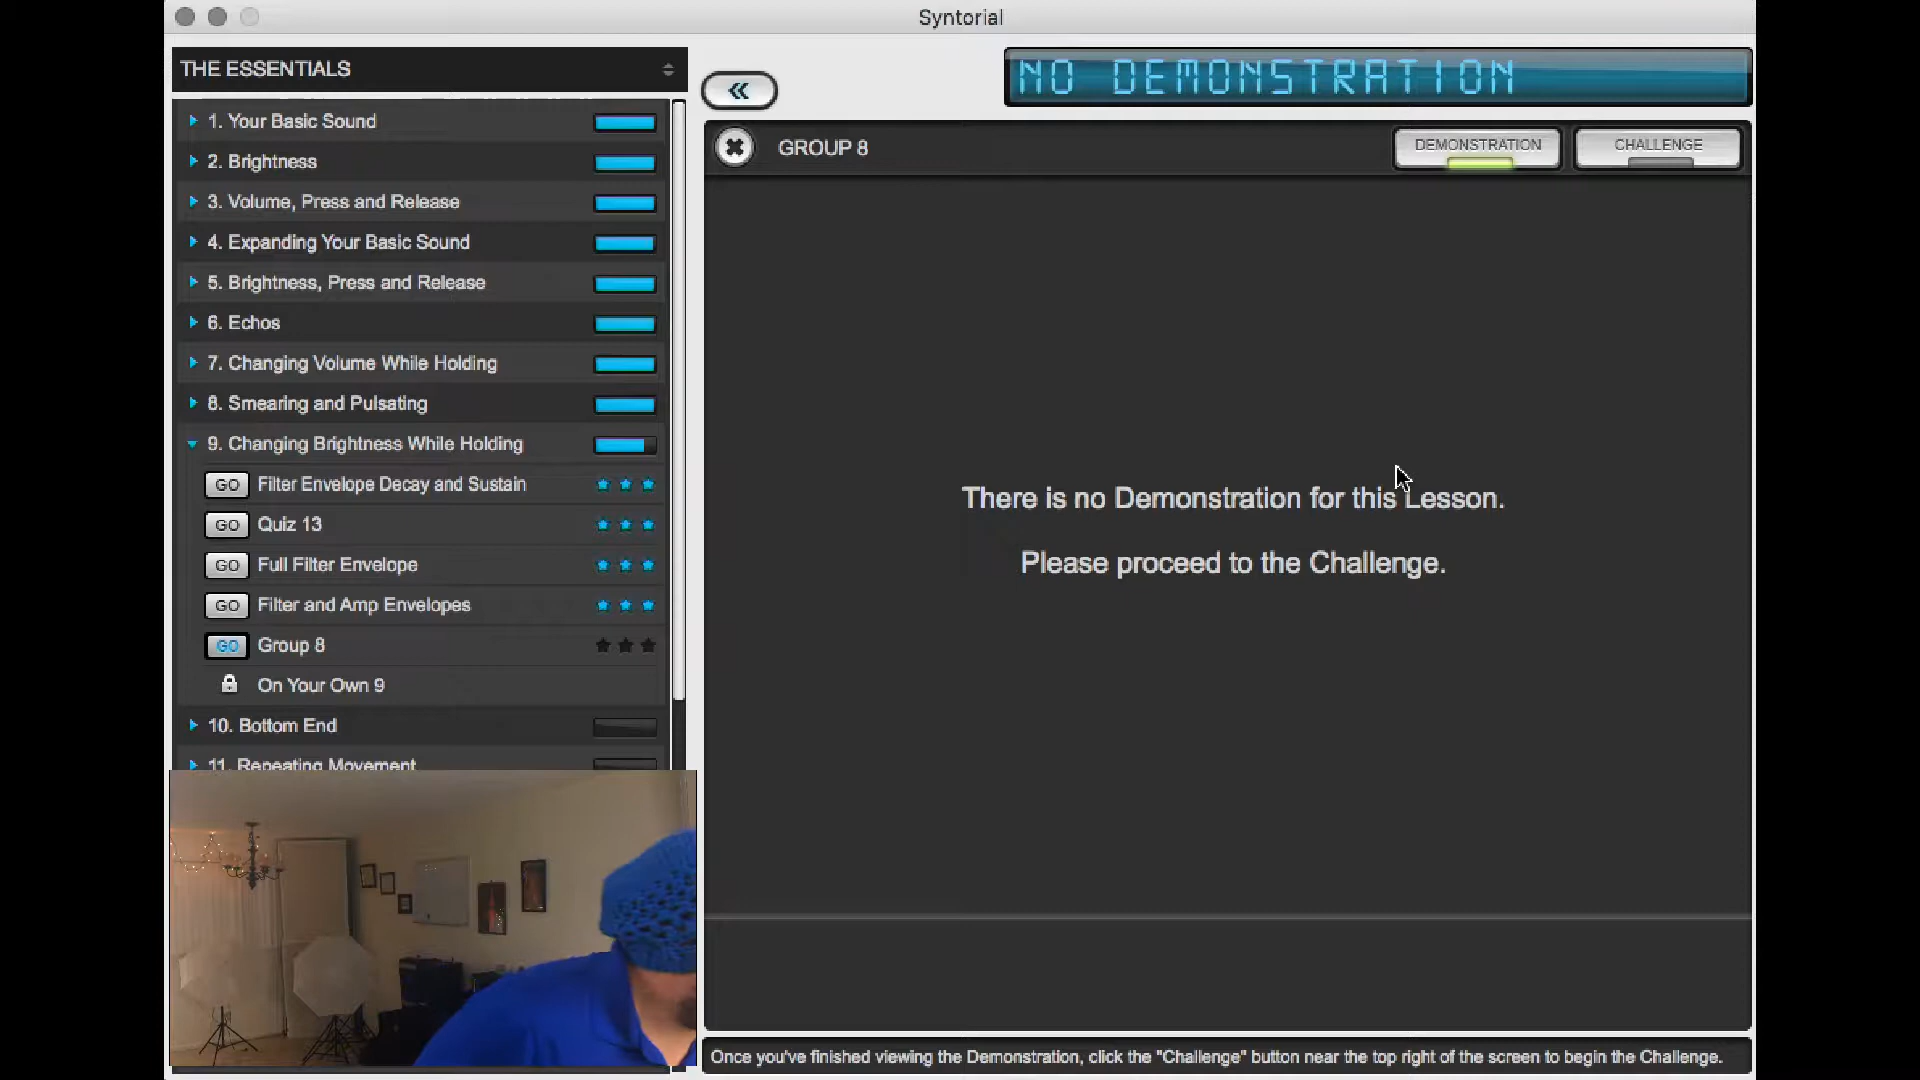 Syntorial
THE ESSENTIALS
1. Your Basic Sound
2. Brightness
3. Volume, Press and Release
4. Expanding Your Basic Sound
5. Brightness, Press and Release
6. Echos
7. Changing Volume While Holding
8. Smearing and Pulsating
9. Changing Brightness While Holding
GO Filter Envelope Decay and Sustain
GO Quiz 13
GO Full Filter Envelope
GO Filter and Amp Envelopes
GO Group 8
On Your Own 9
10. Bottom End
11. Repeating Movement
NO DEMONSTRATION
GROUP 8
DEMONSTRATION
CHALLENGE
There is no Demonstration for this Lesson.
Please proceed to the Challenge.
Once you've finished viewing the Demonstration, click the "Challenge" button near the top right of the screen to begin the Challenge.